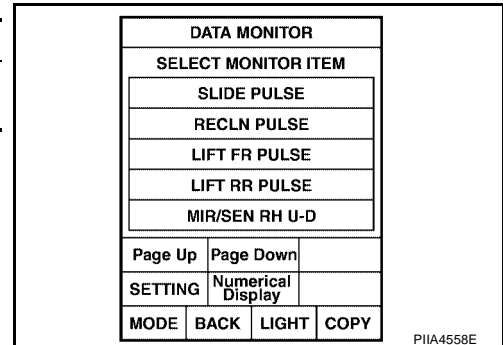 DATA MONITOR
SELECT MONITOR ITEM
SLIDE PULSE
RECLN PULSE
LIFT FR PULSE
LIFT RR PULSE
MIR/SEN RH U-D
Page Up Page Down
SETTING Numerical Display
MODE BACK LIGHT COPY
PIIA4558E